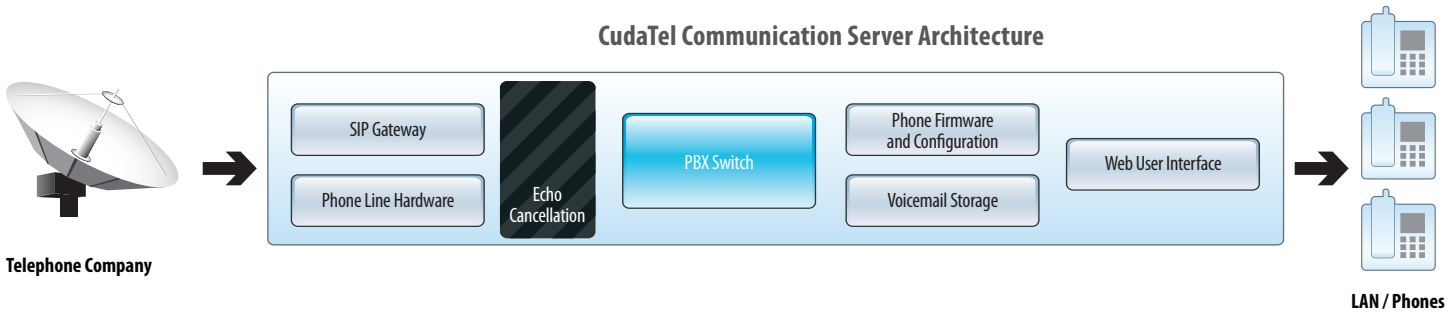 CudaTel Communication Server Architecture
SIP Gateway
Phone Line Hardware
Echo
Cancellation
PBX Switch
Phone Firmware
and Configuration
Voicemail Storage
Web User Interface
Telephone Company
LAN / Phones